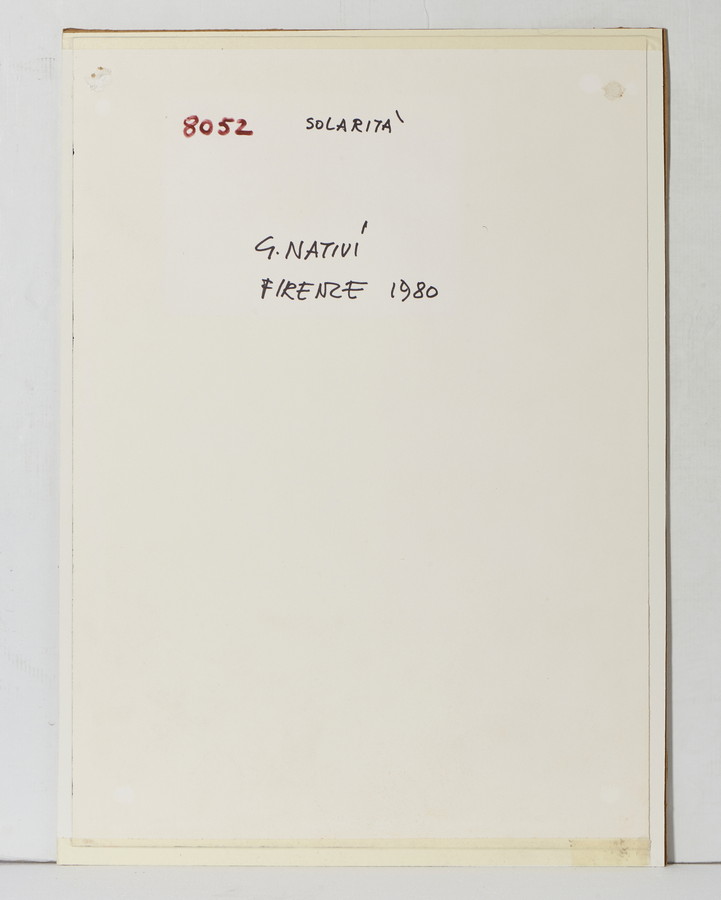 8052 SOLARITA'
G. NATIVI
FIRENZE 1980